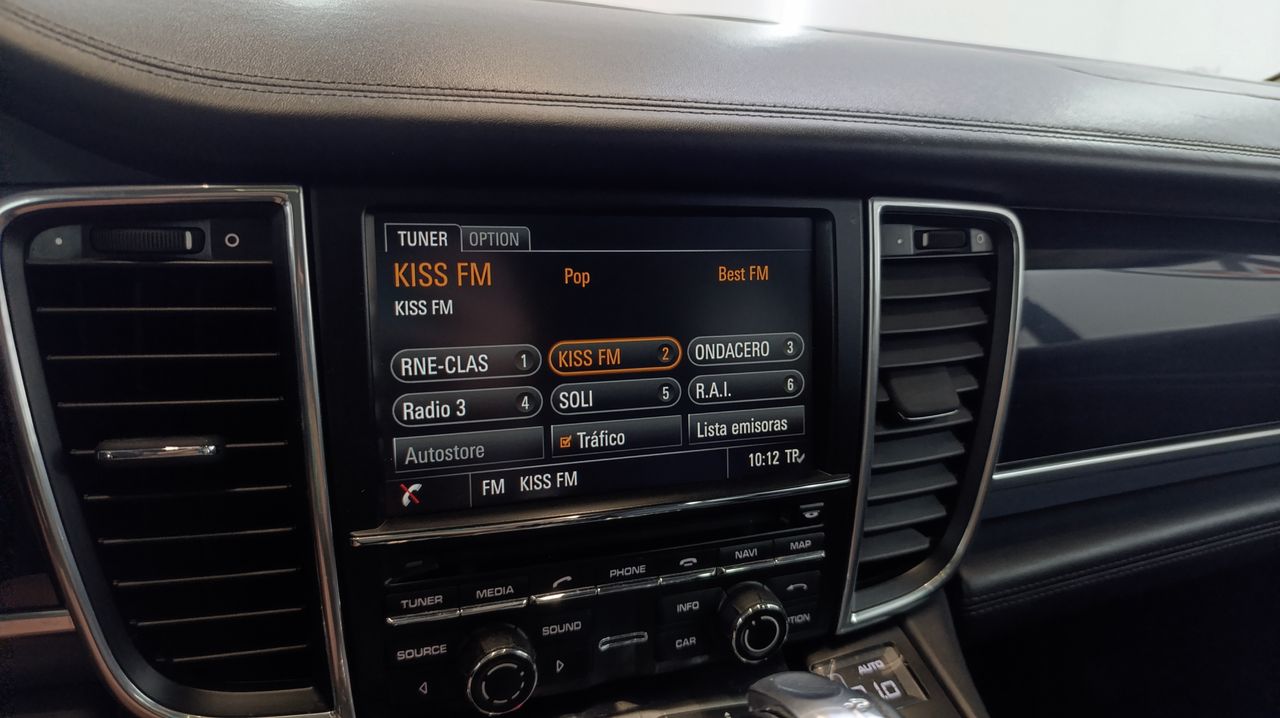 TUNER OPTION
KISS FM Pop Best FM
KISS FM
RNE-CLAS 1 KISS FM 2 ONDACERO 3
Radio 3 4 SOLI 5 R.A.I. 6
Autostore Tráfico Lista emisoras
FM KISS FM 10:12 TP
TUNER MEDIA PHONE NAVI MAP
SOURCE SOUND INFO
CAR
AUTO